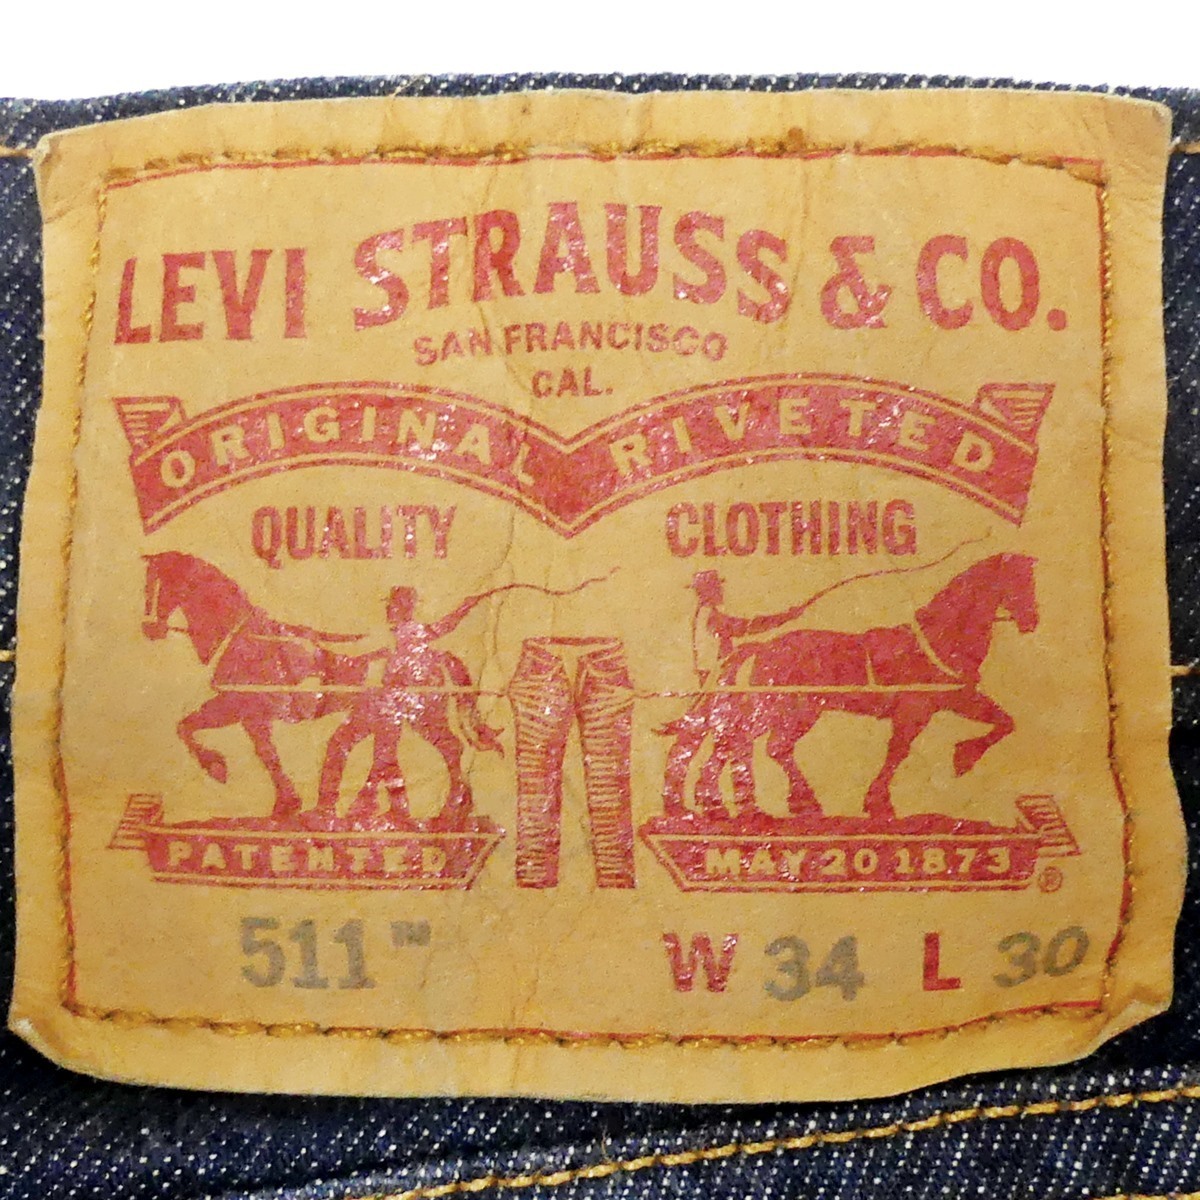 LEVI STRAUSS & CO.
SAN FRANCISCO
CAL.
ORIGINAL RIVETED
QUALITY CLOTHING
PATENTED MAY 20 1873 ®
511™ W 34 L 30